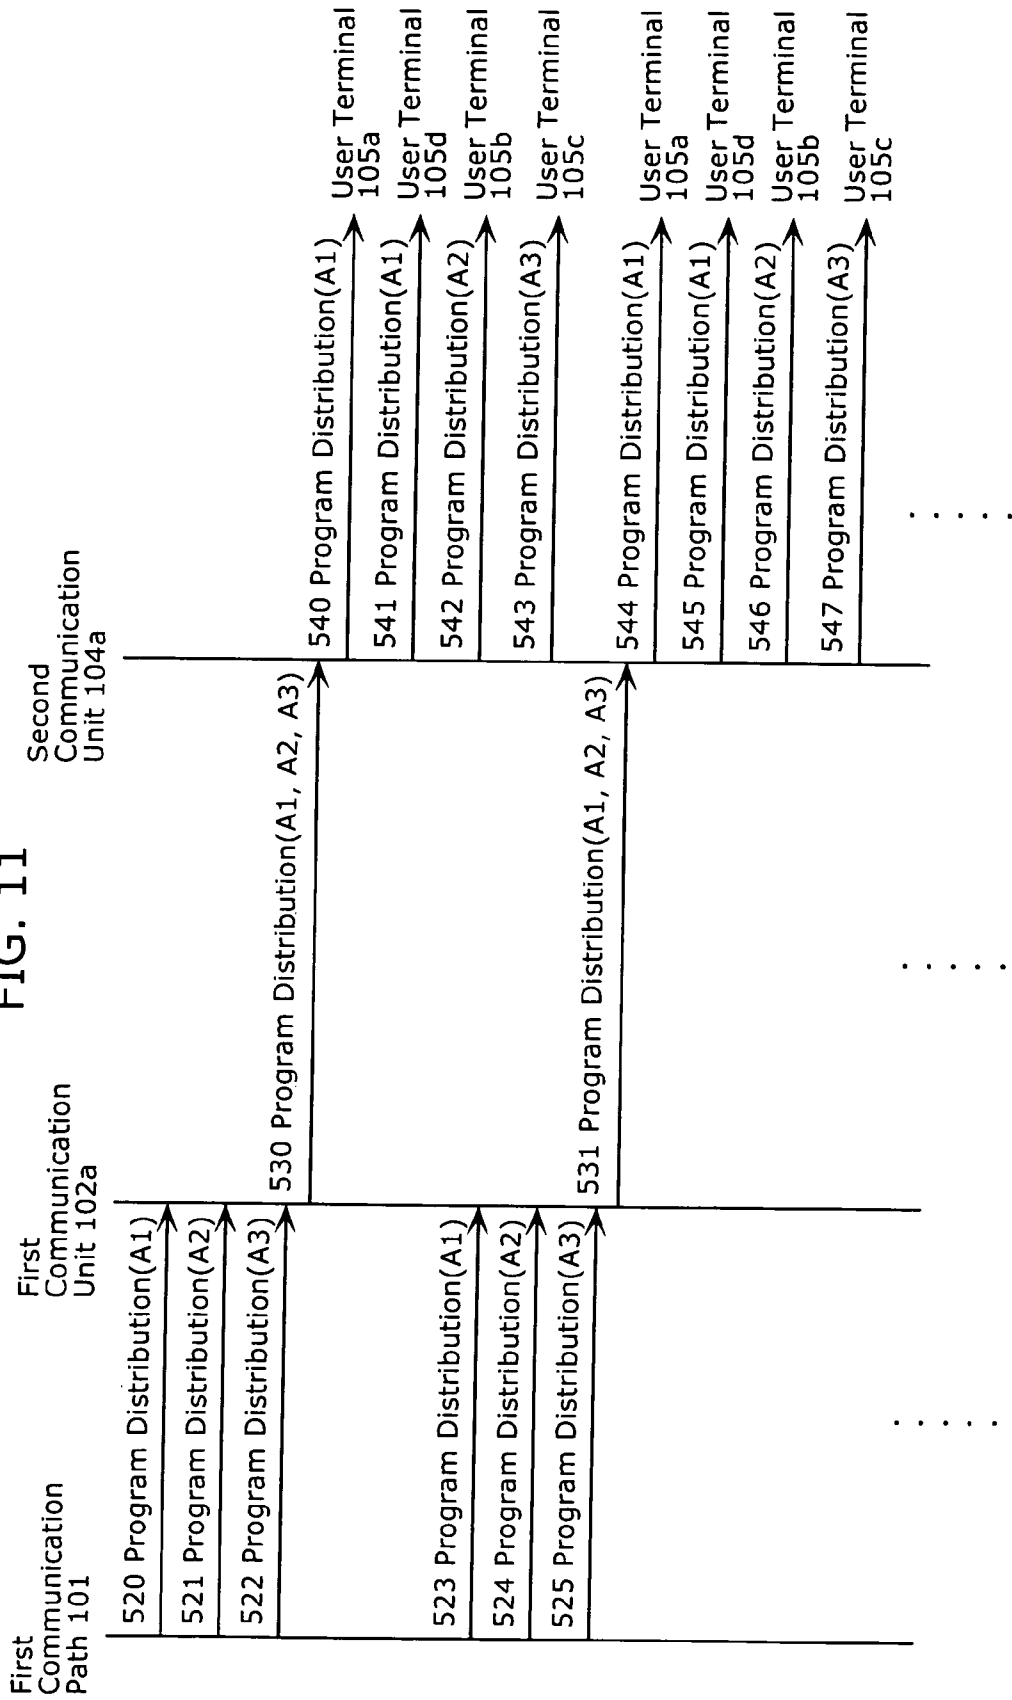 FIG. 11
First
Communication
Path 101
First
Communication
Unit 102a
Second
Communication
Unit 104a
520 Program Distribution(A1)
521 Program Distribution(A2)
522 Program Distribution(A3)
530 Program Distribution(A1, A2, A3)
540 Program Distribution(A1)
User Terminal
105a
541 Program Distribution(A1)
User Terminal
105d
542 Program Distribution(A2)
User Terminal
105b
543 Program Distribution(A3)
User Terminal
105c
523 Program Distribution(A1)
524 Program Distribution(A2)
525 Program Distribution(A3)
531 Program Distribution(A1, A2, A3)
544 Program Distribution(A1)
User Terminal
105a
545 Program Distribution(A1)
User Terminal
105d
546 Program Distribution(A2)
User Terminal
105b
547 Program Distribution(A3)
User Terminal
105c
. . . . .
. . . . .
. . . . .